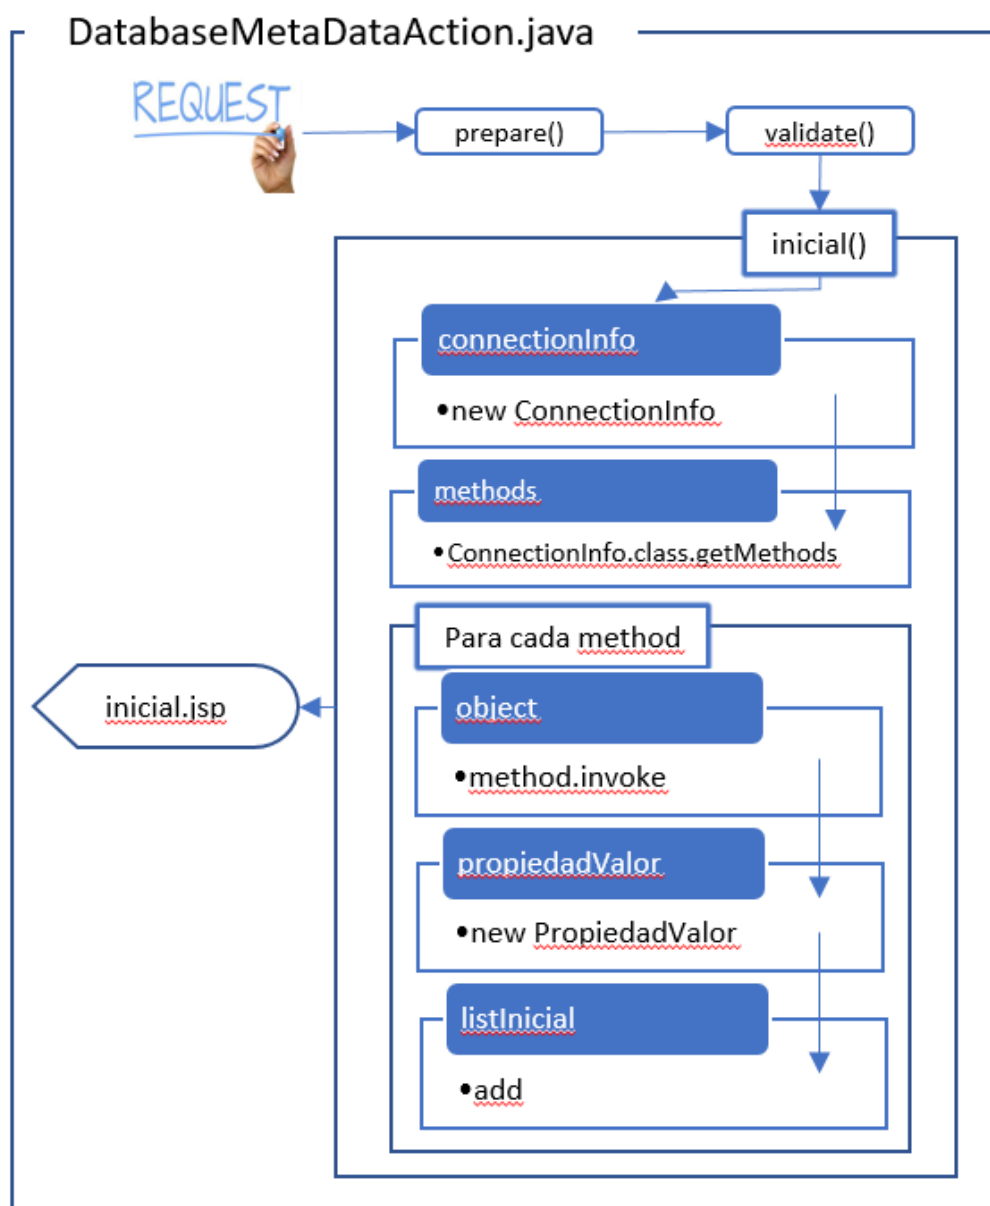 DatabaseMetaDataAction.java
REQUEST
prepare()
validate()
inicial()
connectionInfo
•new ConnectionInfo
methods
•ConnectionInfo.class.getMethods
Para cada method
object
•method.invoke
inicial.jsp
propiedadValor
•new PropiedadValor
listInicial
•add